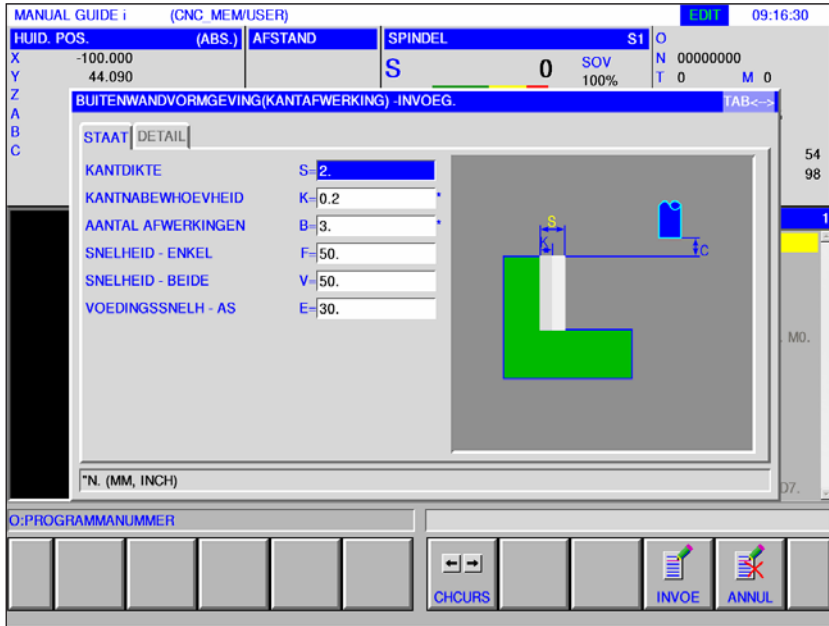 MANUAL GUIDE i (CNC_MEM/USER) EDIT 09:16:30
HUID. POS. (ABS.) AFSTAND SPINDEL S1 O
X -100.000 S 0 SOV N 00000000
Y 44.090 100% T 0 M 0
Z BUITENWANDVORMGEVING(KANTAFWERKING) -INVOEG. TAB<-->
A
B STAAT DETAIL
C 54
98
KANTDIKTE S=2.
KANTNABEWHOEVHEID K=0.2 *
AANTAL AFWERKINGEN B=3. *
SNELHEID - ENKEL F=50.
SNELHEID - BEIDE V=50.
VOEDINGSSNELH - AS E=30.
S
K
C
1
M0.
D7.
"N. (MM, INCH)
O:PROGRAMMANUMMER
CHCURS INVOE ANNUL